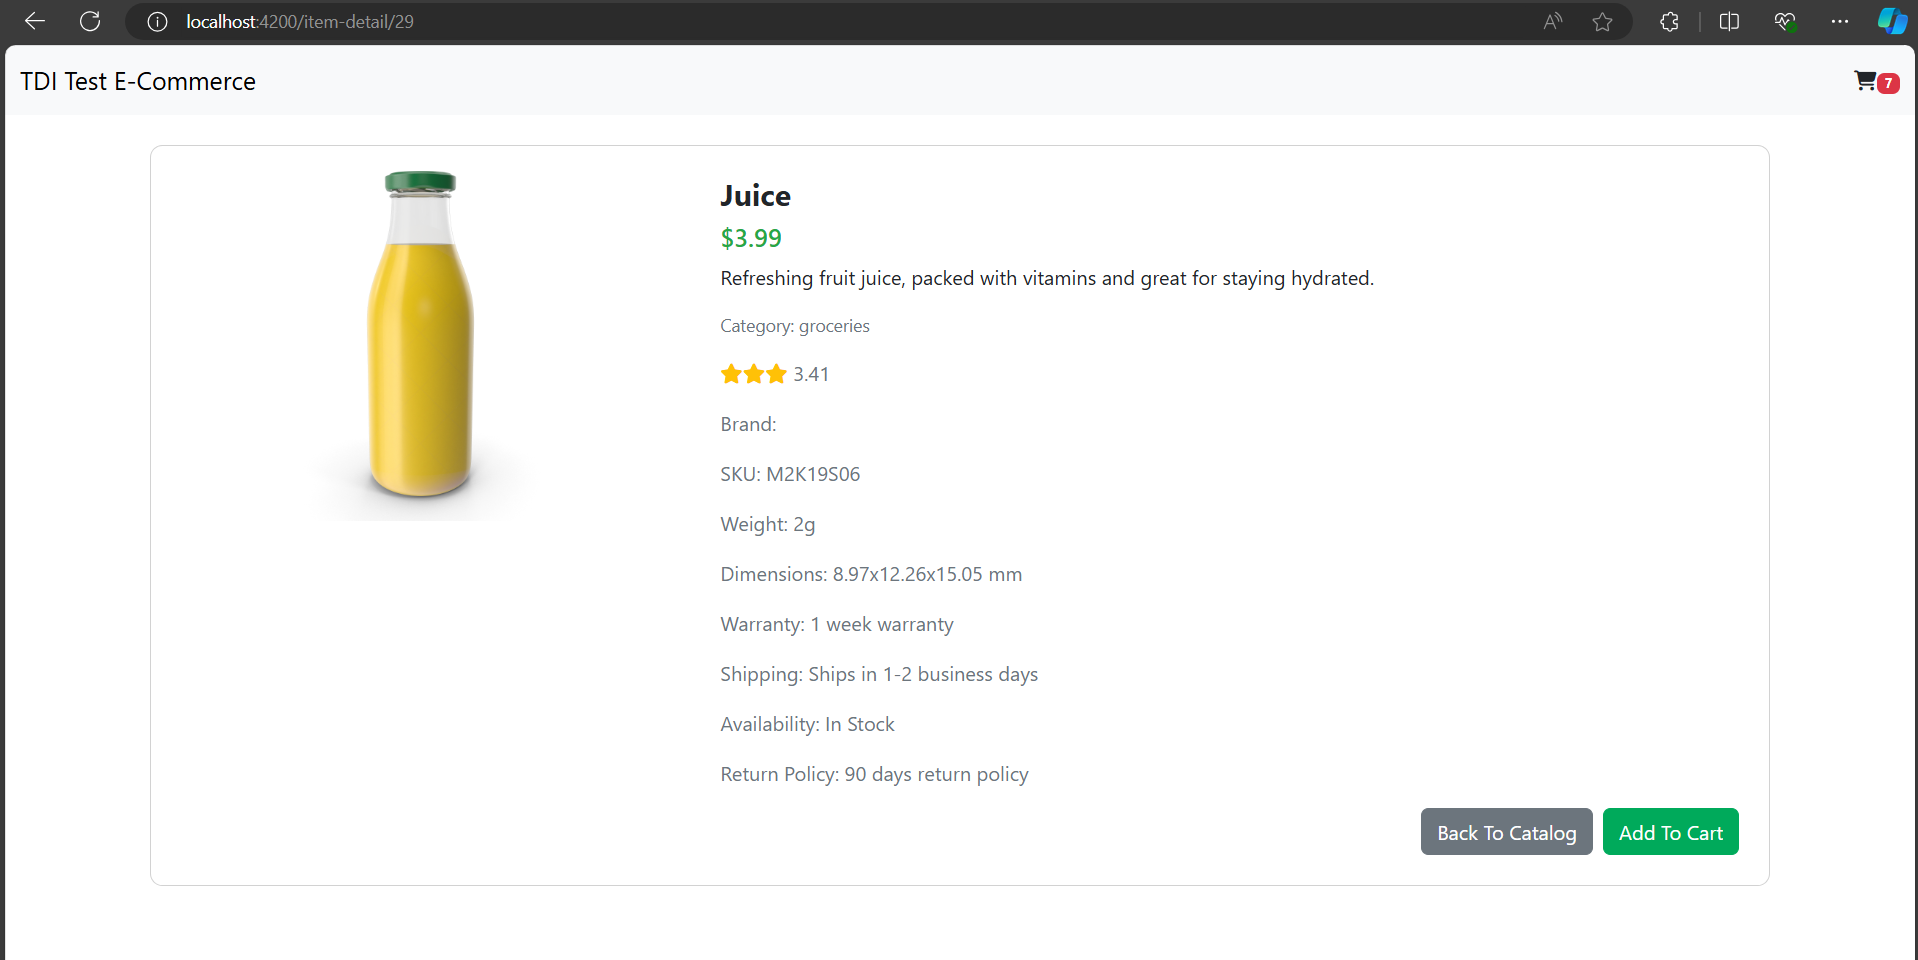 localhost:4200/item-detail/29
TDI Test E-Commerce
7
Juice
$3.99
Refreshing fruit juice, packed with vitamins and great for staying hydrated.
Category: groceries
3.41
Brand:
SKU: M2K19S06
Weight: 2g
Dimensions: 8.97x12.26x15.05 mm
Warranty: 1 week warranty
Shipping: Ships in 1-2 business days
Availability: In Stock
Return Policy: 90 days return policy
Back To Catalog
Add To Cart